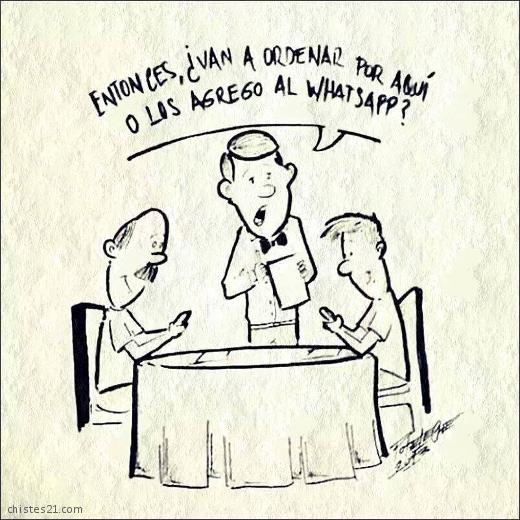 ENTONCES, ¿VAN A ORDENAR POR AQUÍ
O LOS AGREGO AL WHATSAPP?
chistes21.com